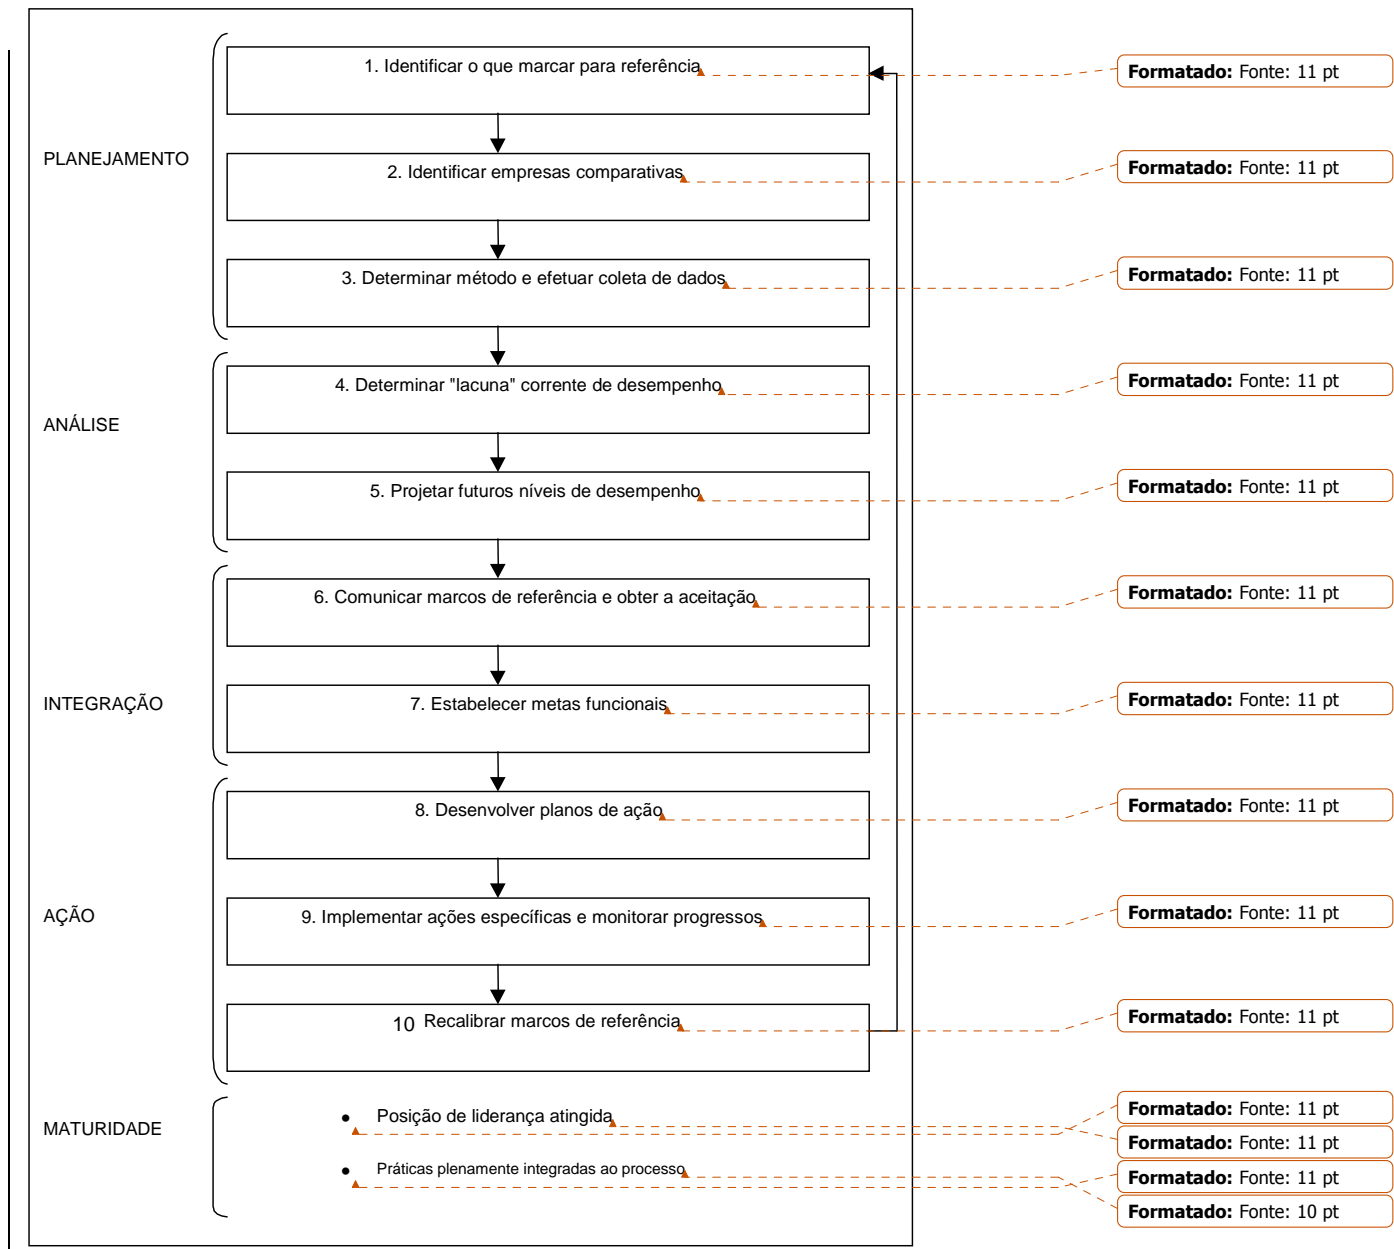 1. Identificar o que marcar para referência
Formatado: Fonte: 11 pt
PLANEJAMENTO
2. Identificar empresas comparativas
Formatado: Fonte: 11 pt
3. Determinar método e efetuar coleta de dados
Formatado: Fonte: 11 pt
4. Determinar "lacuna" corrente de desempenho
Formatado: Fonte: 11 pt
ANÁLISE
5. Projetar futuros níveis de desempenho
Formatado: Fonte: 11 pt
6. Comunicar marcos de referência e obter a aceitação
Formatado: Fonte: 11 pt
INTEGRAÇÃO
7. Estabelecer metas funcionais
Formatado: Fonte: 11 pt
8. Desenvolver planos de ação
Formatado: Fonte: 11 pt
AÇÃO
9. Implementar ações específicas e monitorar progressos
Formatado: Fonte: 11 pt
10 Recalibrar marcos de referência
Formatado: Fonte: 11 pt
MATURIDADE
• Posição de liderança atingida
Formatado: Fonte: 11 pt
Formatado: Fonte: 11 pt
• Práticas plenamente integradas ao processo
Formatado: Fonte: 11 pt
Formatado: Fonte: 10 pt